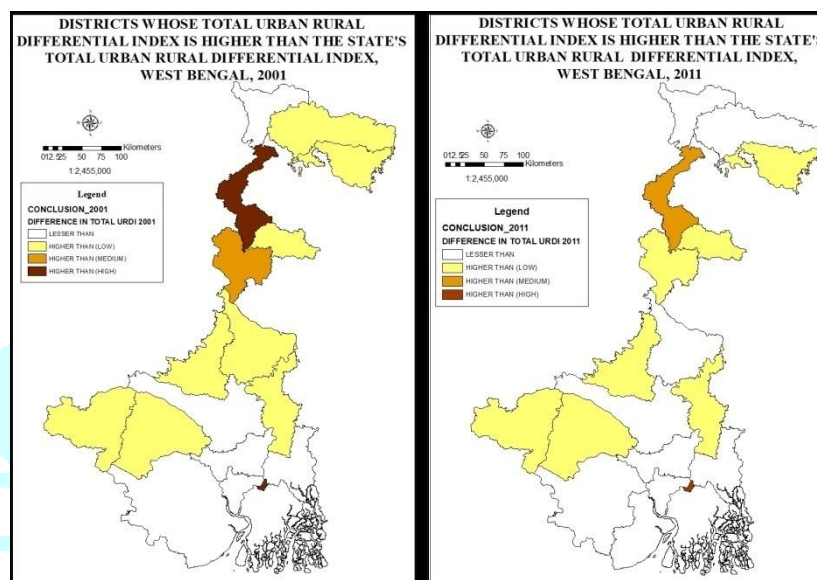 DISTRICTS WHOSE TOTAL URBAN RURAL
DIFFERENTIAL INDEX IS HIGHER THAN THE STATE'S
TOTAL URBAN RURAL DIFFERENTIAL INDEX,
WEST BENGAL, 2001
Kilometers
012.525 50 75 100
1:2,455,000
Legend
CONCLUSION_2001
DIFFERENCE IN TOTAL URDI 2001
LESSER THAN
HIGHER THAN (LOW)
HIGHER THAN (MEDIUM)
HIGHER THAN (HIGH)
DISTRICTS WHOSE TOTAL URBAN RURAL
DIFFERENTIAL INDEX IS HIGHER THAN THE STATE'S
TOTAL URBAN RURAL DIFFERENTIAL INDEX,
WEST BENGAL, 2011
Kilometers
012.525 50 75 100
1:2,455,000
Legend
CONCLUSION_2011
DIFFERENCE IN TOTAL URDI 2011
LESSER THAN
HIGHER THAN (LOW)
HIGHER THAN (MEDIUM)
HIGHER THAN (HIGH)